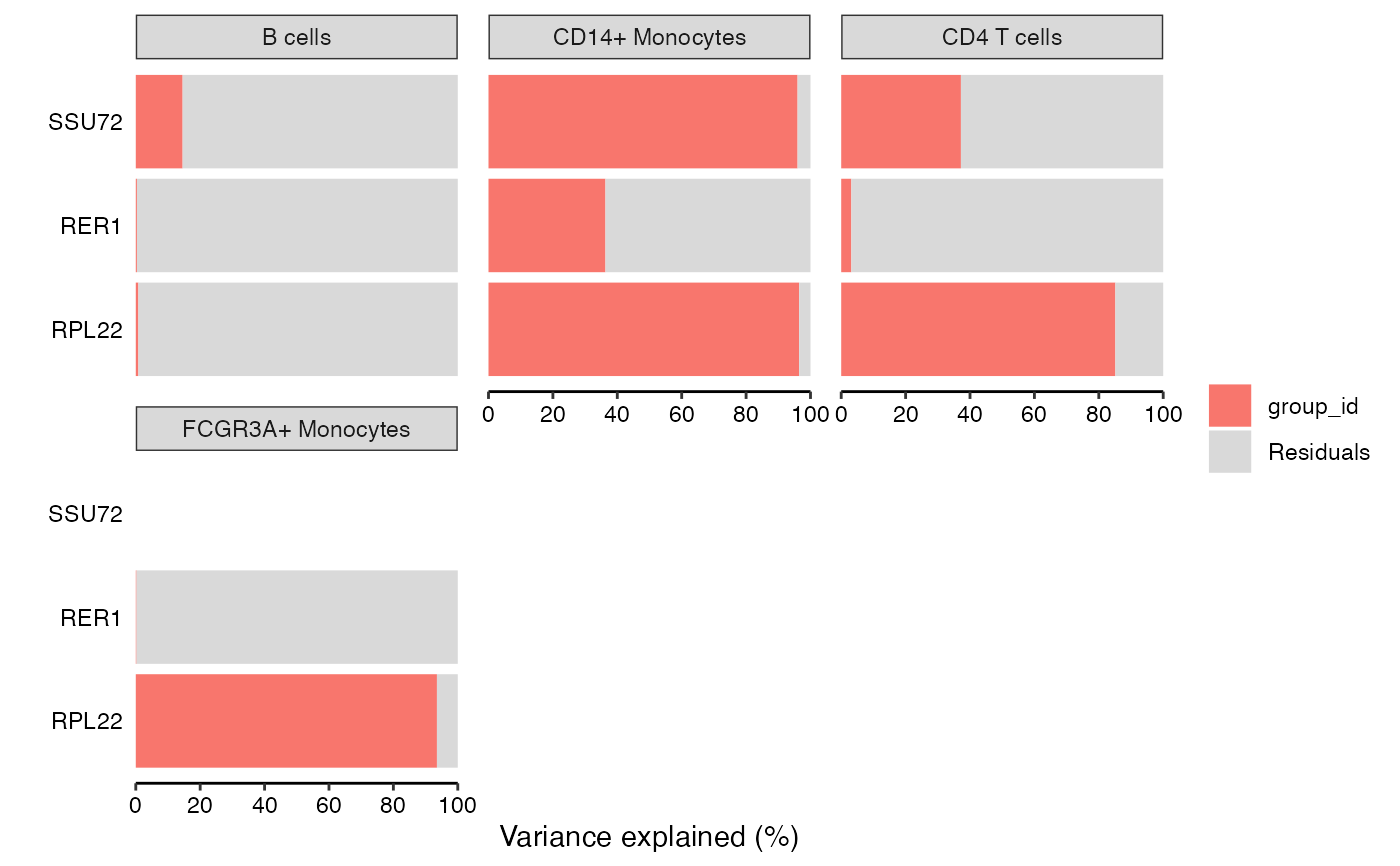 B cells
CD14+ Monocytes
CD4 T cells
SSU72
RER1
RPL22
0 20 40 60 80 100
0 20 40 60 80 100
group_id
Residuals
FCGR3A+ Monocytes
SSU72
RER1
RPL22
0 20 40 60 80 100
Variance explained (%)